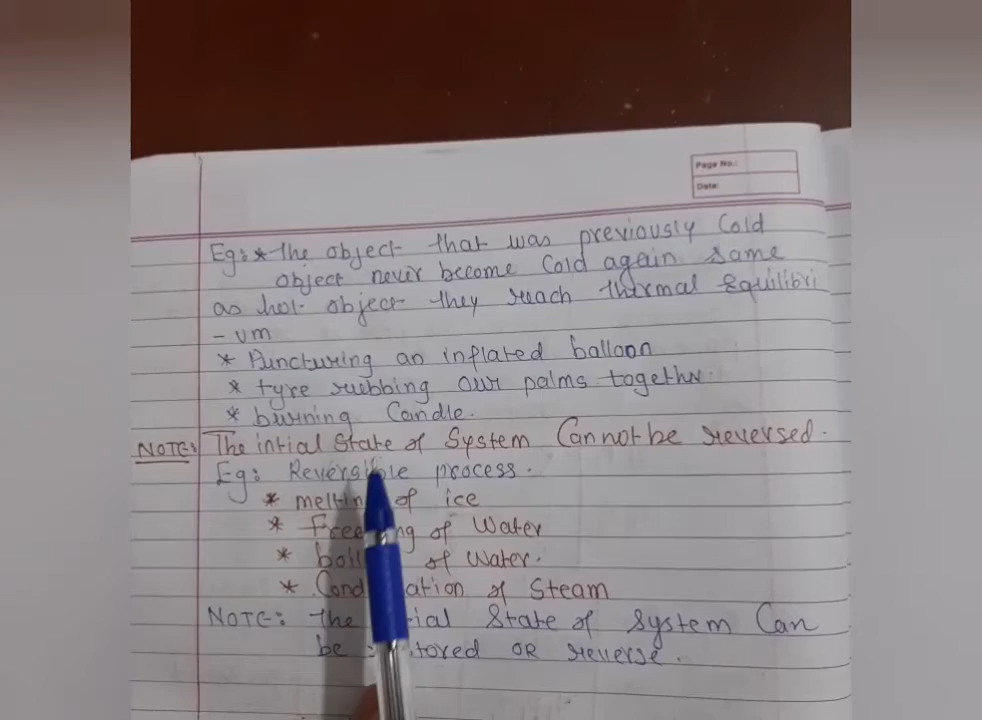 Page No.:
Date:
Eg:* The object that was previously Cold
object never become Cold again same
as hot object they reach thermal Equilibri
-um
* Puncturing an inflated balloon
* tyre rubbing our palms together.
* burning Candle.
NOTE: The intial State of System Cannot be reversed.
Eg: Reversible process.
* melting of ice
* Freezing of Water
* boil of Water.
* Cond ation of Steam
NOTE: The ial State of System Can
be stored OR reverse.